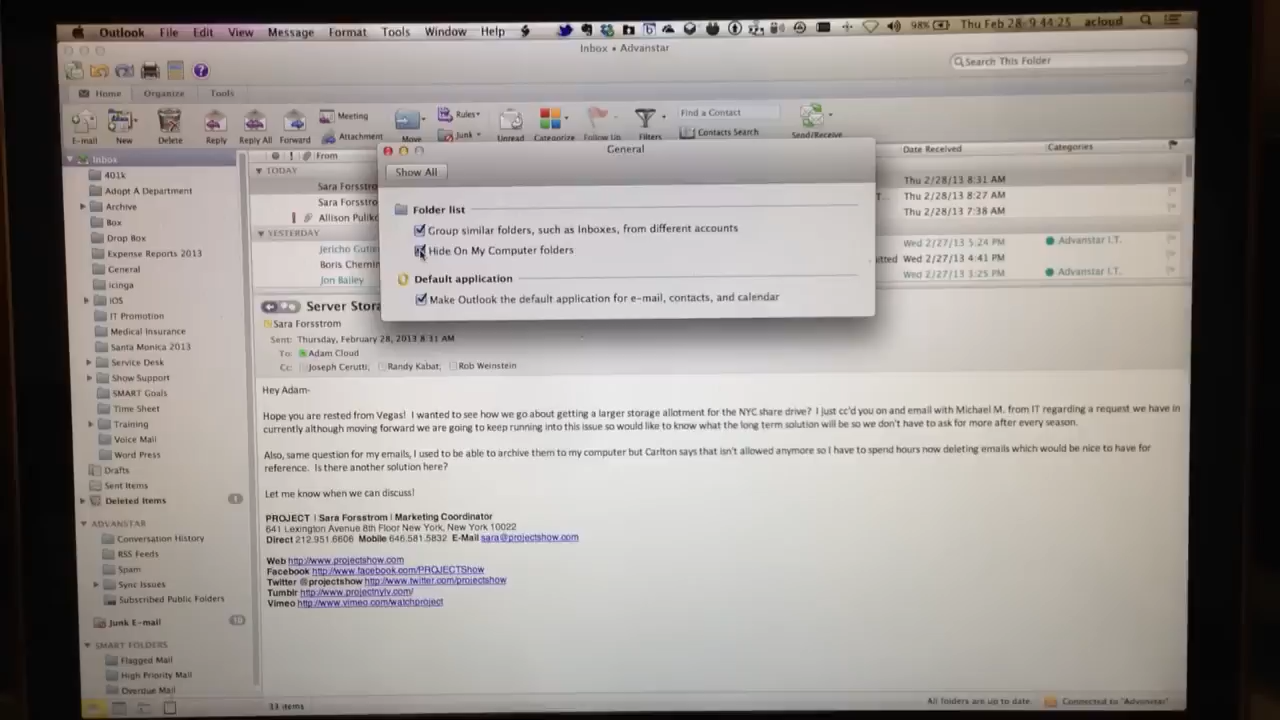 Outlook File Edit View Message Format Tools Window Help 98% Thu Feb 28 9:44:25 acloud
Inbox • Advanstar
Search This Folder
Home Organize Tools
E-mail New Delete Reply Reply All Forward Meeting Attachment Move Rules Junk Unread Categorize Follow Up Filters Find a Contact Contacts Search Send/Receive
General
Show All
Folder list
Group similar folders, such as Inboxes, from different accounts
Hide On My Computer folders
Default application
Make Outlook the default application for e-mail, contacts, and calendar
Inbox
401k
Adopt A Department
Archive
Box
Drop Box
Expense Reports 2013
General
Icinga
iOS
IT Promotion
Medical Insurance
Santa Monica 2013
Service Desk
Show Support
SMART Goals
Time Sheet
Training
Voice Mail
Word Press
Drafts
Sent Items
Deleted Items
ADVANSTAR
Conversation History
RSS Feeds
Spam
Sync Issues
Subscribed Public Folders
Junk E-mail
SMART FOLDERS
Flagged Mail
High Priority Mail
Overdue Mail
From Date Received Categories
TODAY
Sara Forsstro Thu 2/28/13 8:31 AM
Sara Forsstro Thu 2/28/13 8:27 AM
Allison Puliko Thu 2/28/13 7:38 AM
YESTERDAY
Jericho Wed 2/27/13 5:24 PM Advanstar I.T.
Boris Chernin Wed 2/27/13 4:41 PM
Jon Bailey Wed 2/27/13 3:25 PM Advanstar I.T.
Server Stora
Sara Forsstrom
Sent: Thursday, February 28, 2013 8:31 AM
To: Adam Cloud
Cc: Joseph Cerutti; Randy Kabat; Rob Weinstein
Hey Adam-
Hope you are rested from Vegas! I wanted to see how we go about getting a larger storage allotment for the NYC share drive? I just cc'd you on and email with Michael M. from IT regarding a request we have in
currently although moving forward we are going to keep running into this issue so would like to know what the long term solution will be so we don't have to ask for more after every season.
Also, same question for my emails, I used to be able to archive them to my computer but Carlton says that isn't allowed anymore so I have to spend hours now deleting emails which would be nice to have for
reference. Is there another solution here?
Let me know when we can discuss!
PROJECT | Sara Forsstrom | Marketing Coordinator
641 Lexington Avenue 8th Floor New York, New York 10022
Direct 212.951.6606 Mobile 646.581.5832 E-Mail sara@projectshow.com
Web http://www.projectshow.com
Facebook http://www.facebook.com/PROJECTShow
Twitter @projectshow http://www.twitter.com/projectshow
Tumblr http://www.projectnylv.com/
Vimeo http://www.vimeo.com/watchproject
33 items All folders are up to date. Connected to "Advanstar"